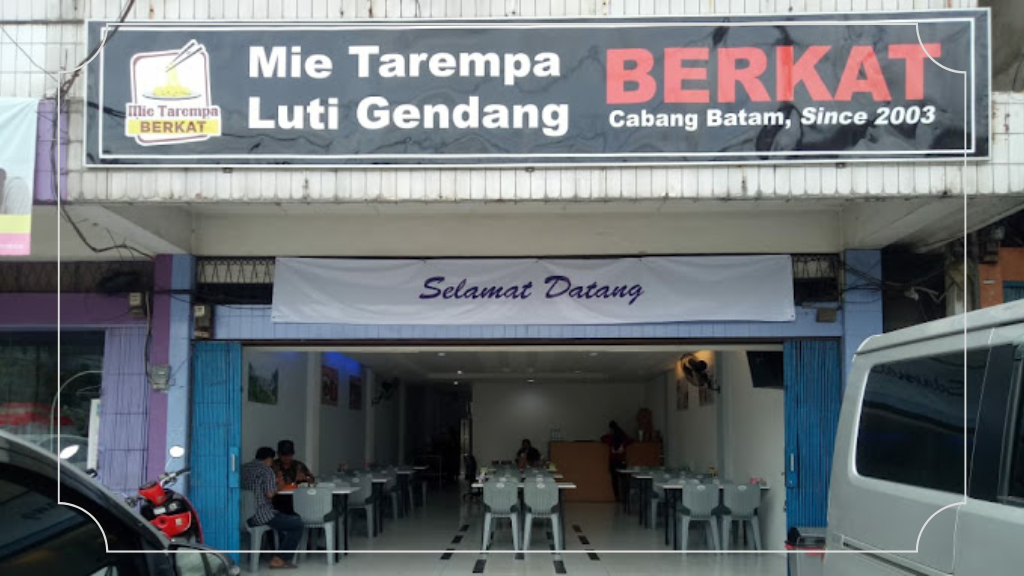 Mie Tarempa
BERKAT
Mie Tarempa
Luti Gendang
BERKAT
Cabang Batam, Since 2003
Selamat Datang